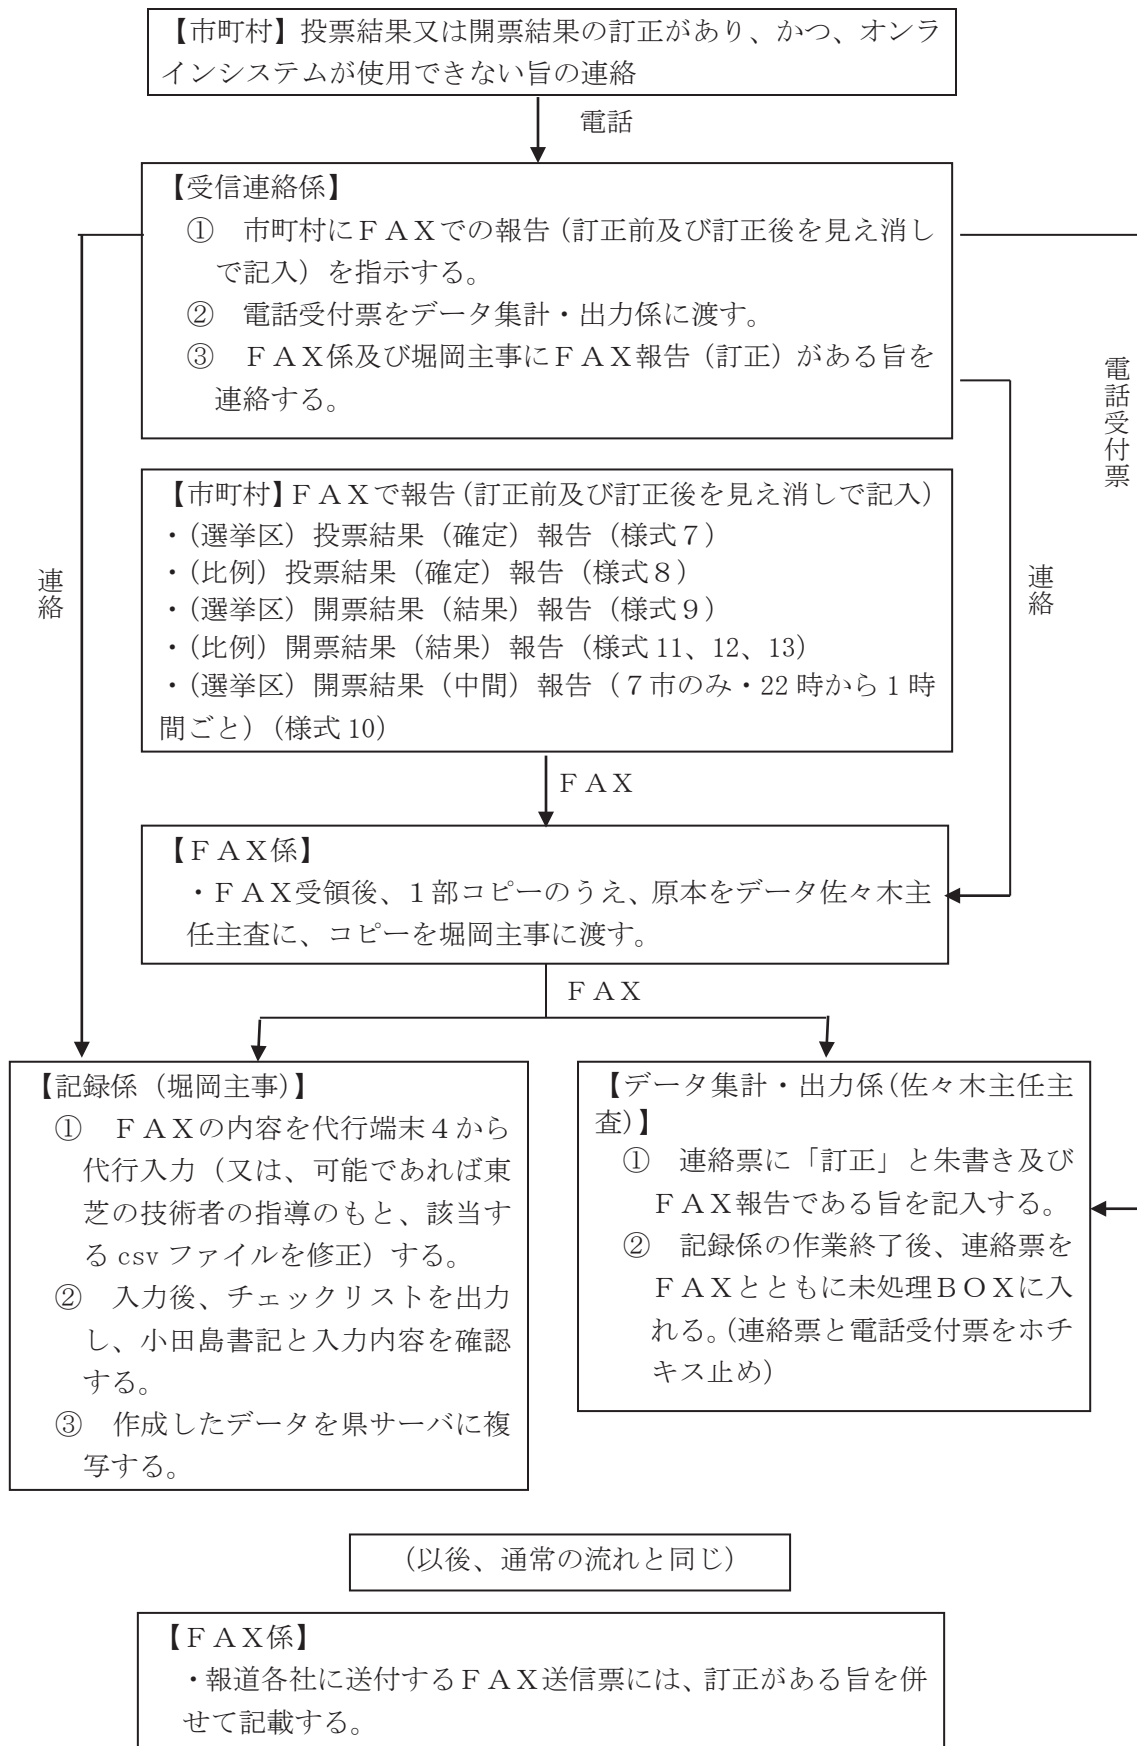 【市町村】投票結果又は開票結果の訂正があり、かつ、オンラ
インシステムが使用できない旨の連絡
電話
【受信連絡係】
①　市町村にＦＡＸでの報告（訂正前及び訂正後を見え消し
で記入）を指示する。
②　電話受付票をデータ集計・出力係に渡す。
③　ＦＡＸ係及び堀岡主事にＦＡＸ報告（訂正）がある旨を
連絡する。
電話受付票
【市町村】ＦＡＸで報告（訂正前及び訂正後を見え消しで記入）
・（選挙区）投票結果（確定）報告（様式７）
・（比例）投票結果（確定）報告（様式８）
・（選挙区）開票結果（結果）報告（様式９）
・（比例）開票結果（結果）報告（様式 11、12、13）
・（選挙区）開票結果（中間）報告（７市のみ・22 時から 1 時
間ごと）（様式 10）
連絡
連絡
ＦＡＸ
【ＦＡＸ係】
・ＦＡＸ受領後、１部コピーのうえ、原本をデータ佐々木主
任主査に、コピーを堀岡主事に渡す。
ＦＡＸ
【記録係（堀岡主事）】
①　ＦＡＸの内容を代行端末４から
代行入力（又は、可能であれば東
芝の技術者の指導のもと、該当す
る csv ファイルを修正）する。
②　入力後、チェックリストを出力
し、小田島書記と入力内容を確認
する。
③　作成したデータを県サーバに複
写する。
【データ集計・出力係（佐々木主任主
査）】
①　連絡票に「訂正」と朱書き及び
ＦＡＸ報告である旨を記入する。
②　記録係の作業終了後、連絡票を
ＦＡＸとともに未処理ＢＯＸに入
れる。（連絡票と電話受付票をホチ
キス止め）
（以後、通常の流れと同じ）
【ＦＡＸ係】
・報道各社に送付するＦＡＸ送信票には、訂正がある旨を併
せて記載する。